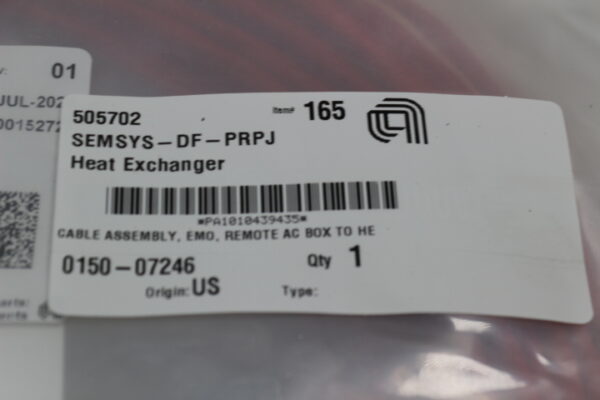 01
JUL-202
0015272
505702 Item# 165
SEMSYS-DF-PRPJ
Heat Exchanger
*PA1010439435*
CABLE ASSEMBLY, EMO, REMOTE AC BOX TO HE
0150-07246 Qty 1
Origin: US Type: